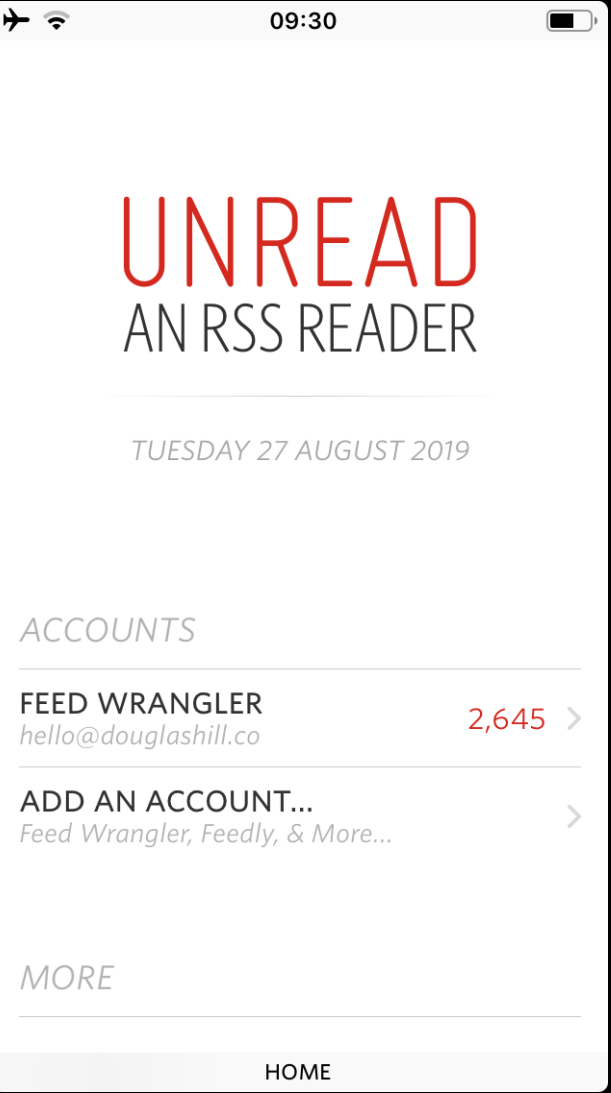 09:30
UNREAD
AN RSS READER
TUESDAY 27 AUGUST 2019
ACCOUNTS
FEED WRANGLER
hello@douglashill.co
2,645
ADD AN ACCOUNT...
Feed Wrangler, Feedly, & More...
MORE
HOME